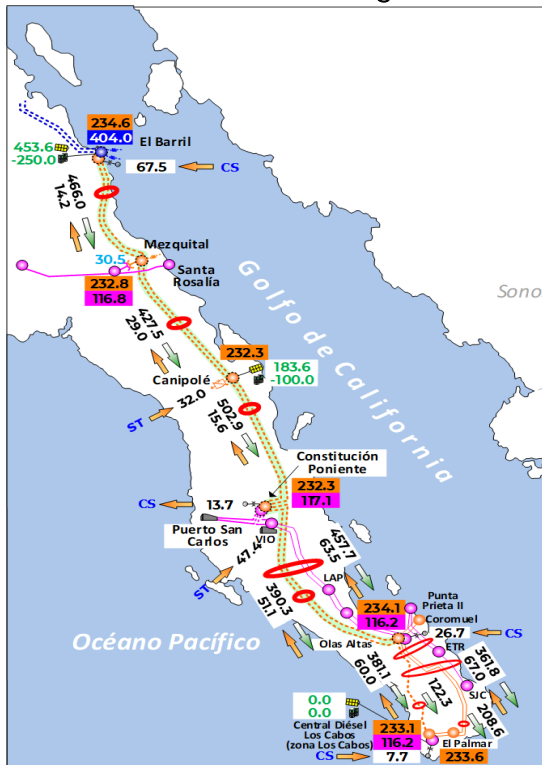 234.6
404.0
El Barril
453.6
-250.0
67.5
CS
466.0
14.2
Mezquital
30.5
Santa
Rosalía
232.8
116.8
Golfo de California
Sono
427.5
29.0
232.3
183.6
-100.0
Canipolé
32.0
ST
502.9
15.6
Constitución
Poniente
232.3
117.1
CS
13.7
Puerto San
Carlos
VIO
47.4
ST
457.7
63.5
LAP
390.3
51.1
Punta
Prieta II
234.1
116.2
Coromuel
26.7
CS
Océano Pacífico
Olas Altas
ETR
361.8
67.0
381.1
60.0
122.3
SJC
208.6
0.0
0.0
Central Diésel
Los Cabos
(zona Los Cabos)
233.1
116.2
El Palmar
233.6
CS
7.7